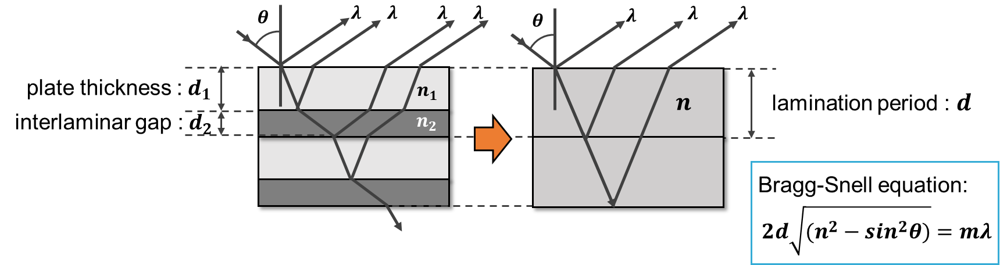 θ λ λ λ λ
θ λ λ λ
plate thickness : d₁
n₁
interlaminar gap : d₂
n₂
n
lamination period : d
Bragg-Snell equation:
2d√(n² − sin²θ) = mλ